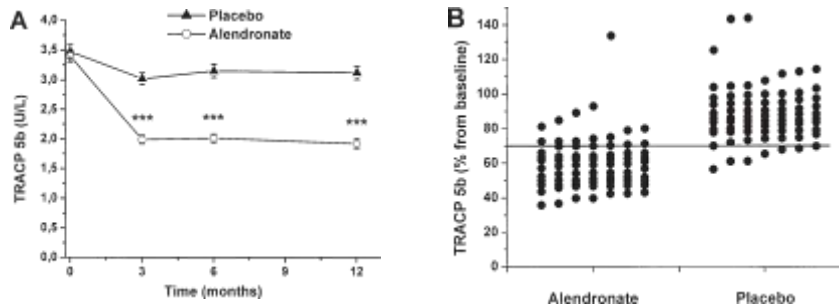 A
Placebo
Alendronate
TRACP 5b (U/L)
4,0
3,5
3,0
2,5
2,0
1,5
1,0
0,5
0,0
***
***
***
0
3
6
9
12
Time (months)
B
TRACP 5b (% from baseline)
140
120
100
80
60
40
20
0
Alendronate
Placebo